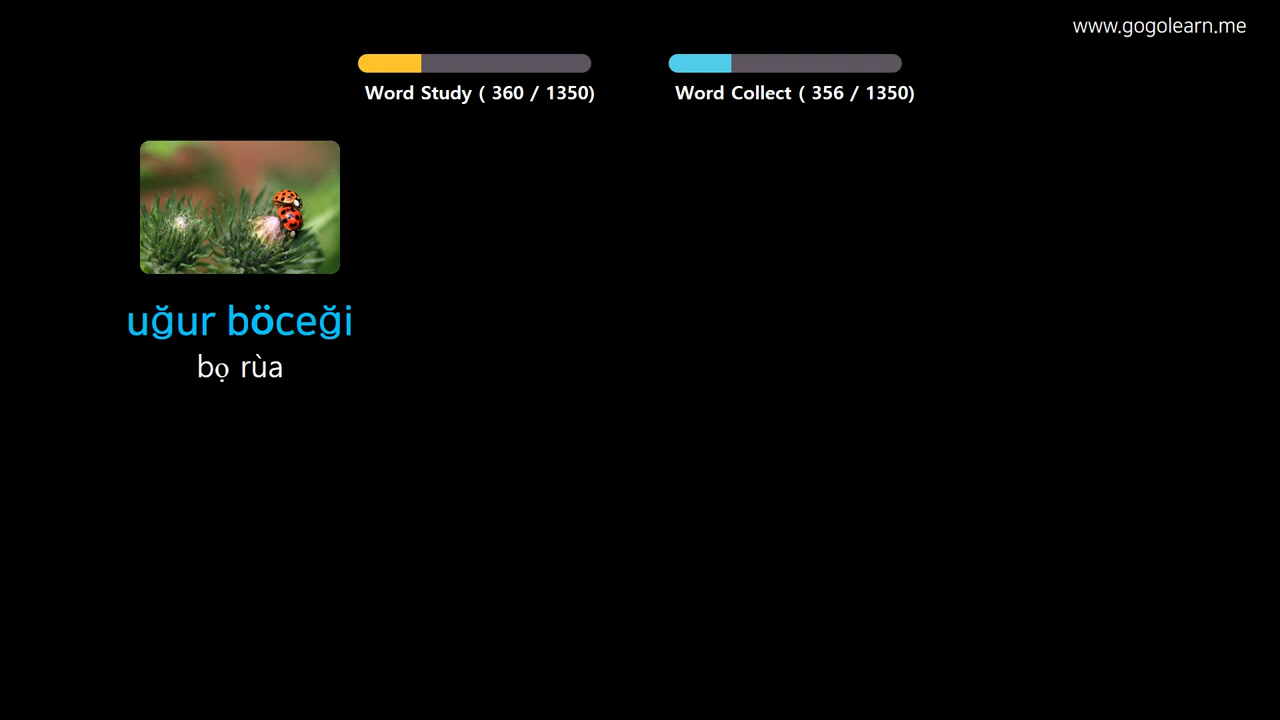 www.gogolearn.me
Word Study ( 360 / 1350)
Word Collect ( 356 / 1350)
uğur böceği
bọ rùa